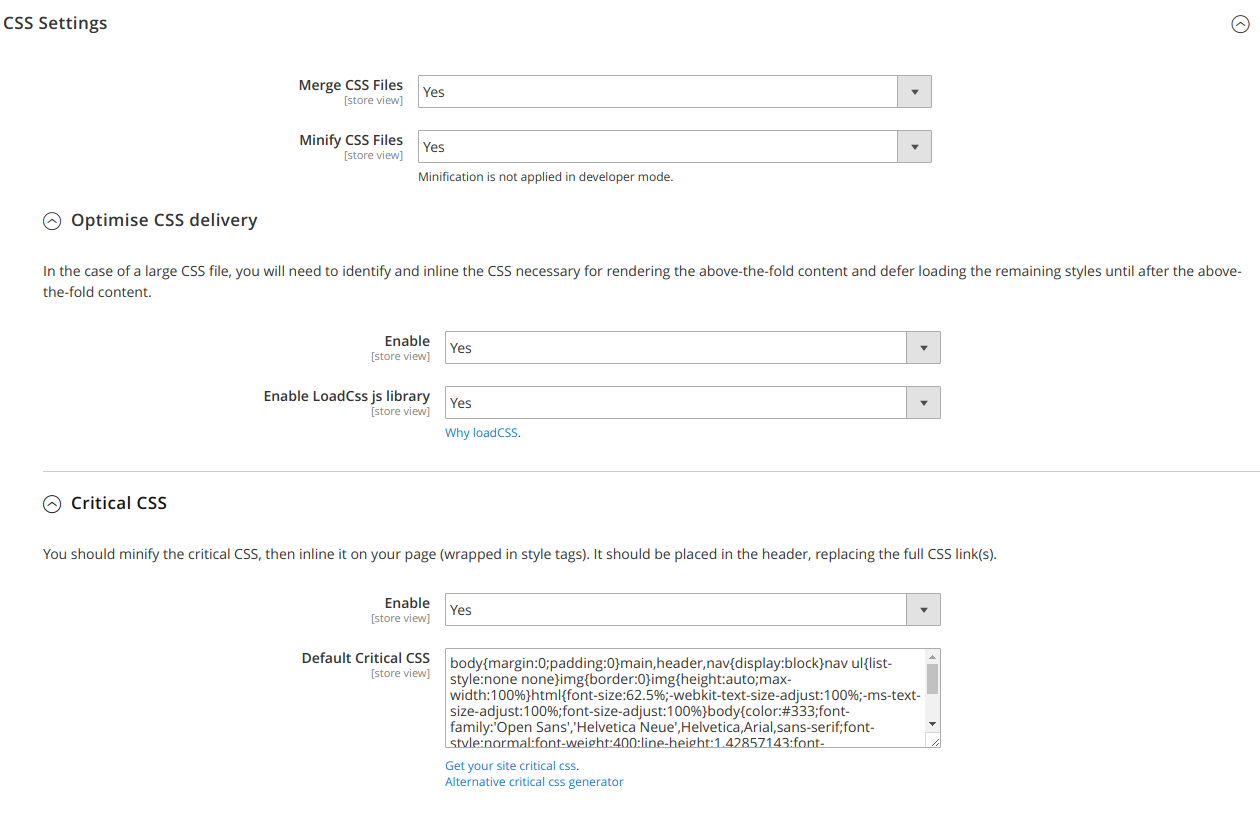 CSS Settings
Merge CSS Files
[store view]
Yes
Minify CSS Files
[store view]
Yes
Minification is not applied in developer mode.
Optimise CSS delivery
In the case of a large CSS file, you will need to identify and inline the CSS necessary for rendering the above-the-fold content and defer loading the remaining styles until after the above-
the-fold content.
Enable
[store view]
Yes
Enable LoadCss js library
[store view]
Yes
Why loadCSS.
Critical CSS
You should minify the critical CSS, then inline it on your page (wrapped in style tags). It should be placed in the header, replacing the full CSS link(s).
Enable
[store view]
Yes
Default Critical CSS
[store view]
body{margin:0;padding:0}main,header,nav{display:block}nav ul{list-
style:none none}img{border:0}img{height:auto;max-
width:100%}html{font-size:62.5%;-webkit-text-size-adjust:100%;-ms-text-
size-adjust:100%;font-size-adjust:100%}body{color:#333;font-
family:'Open Sans','Helvetica Neue',Helvetica,Arial,sans-serif;font-
style:normal;font-weight:400;line-height:1.42857143;font-
Get your site critical css.
Alternative critical css generator